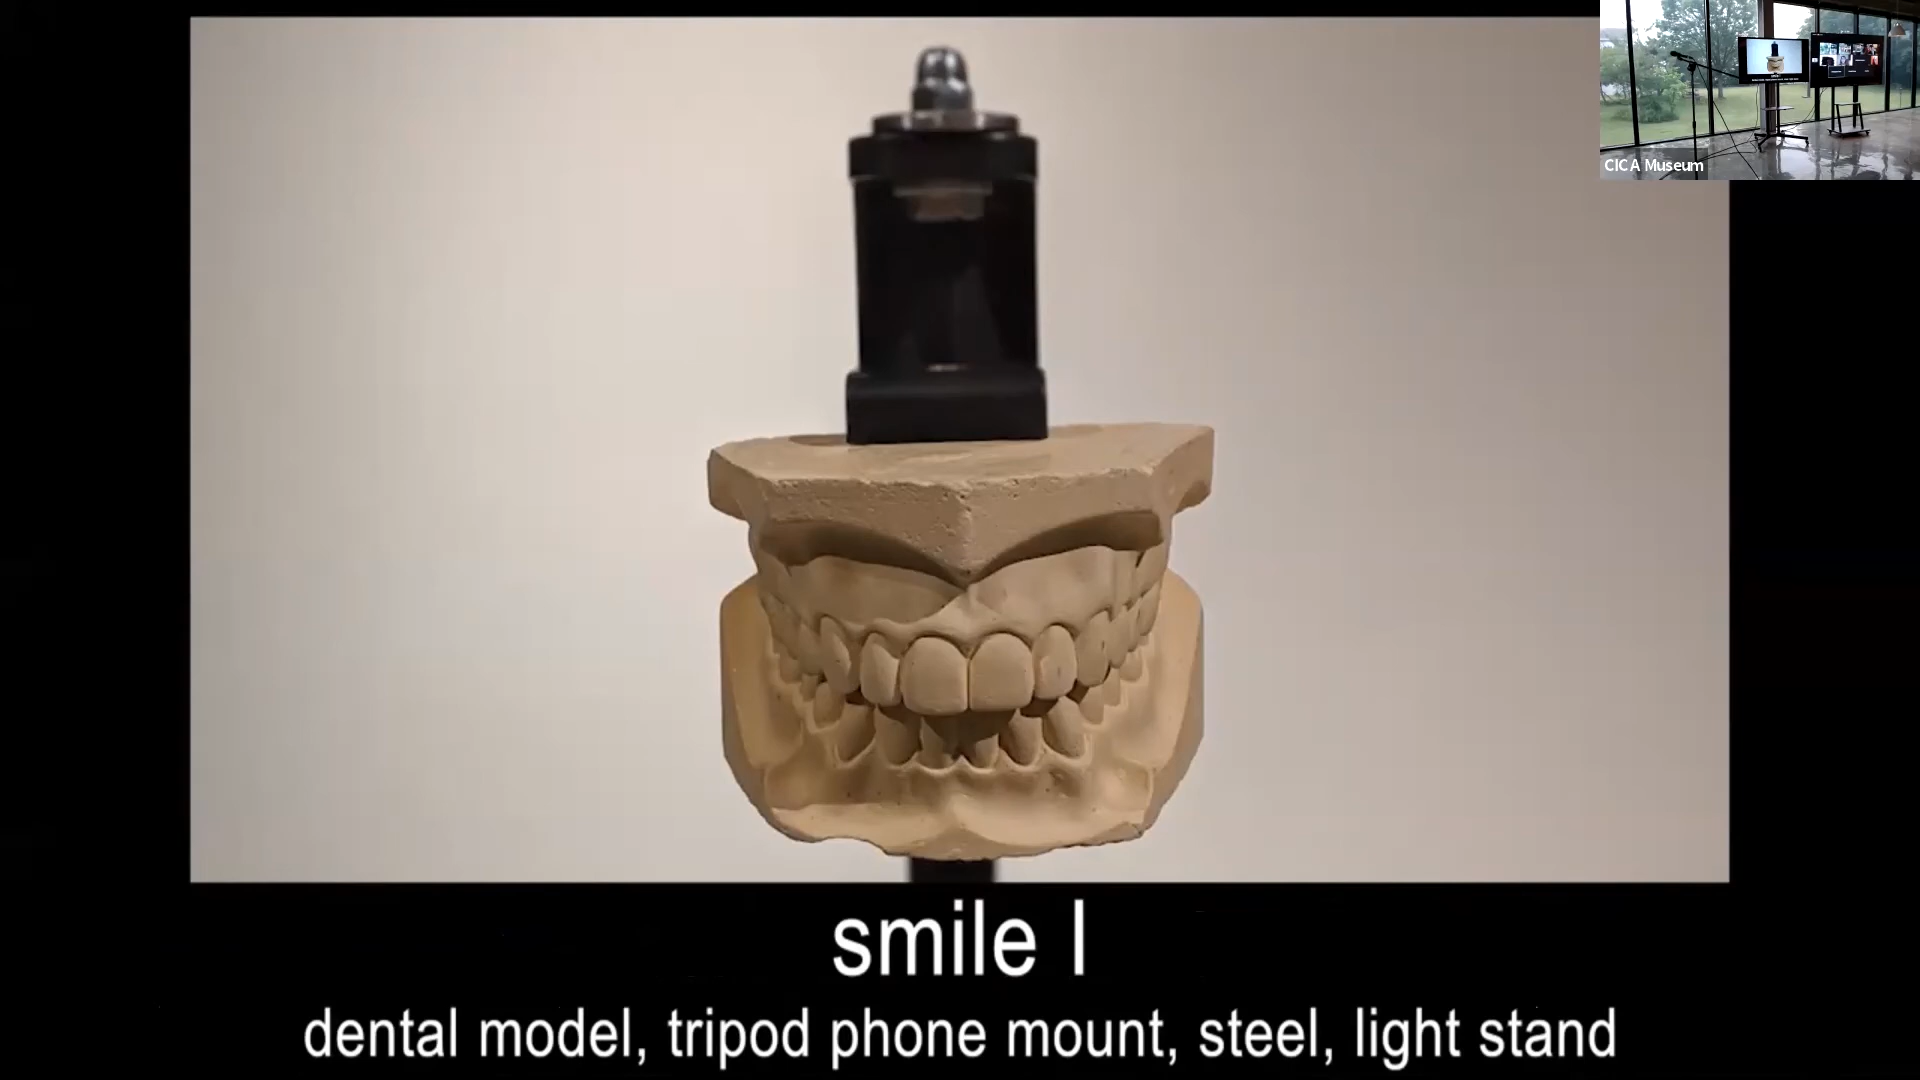 CICA Museum
smile I
dental model, tripod phone mount, steel, light stand